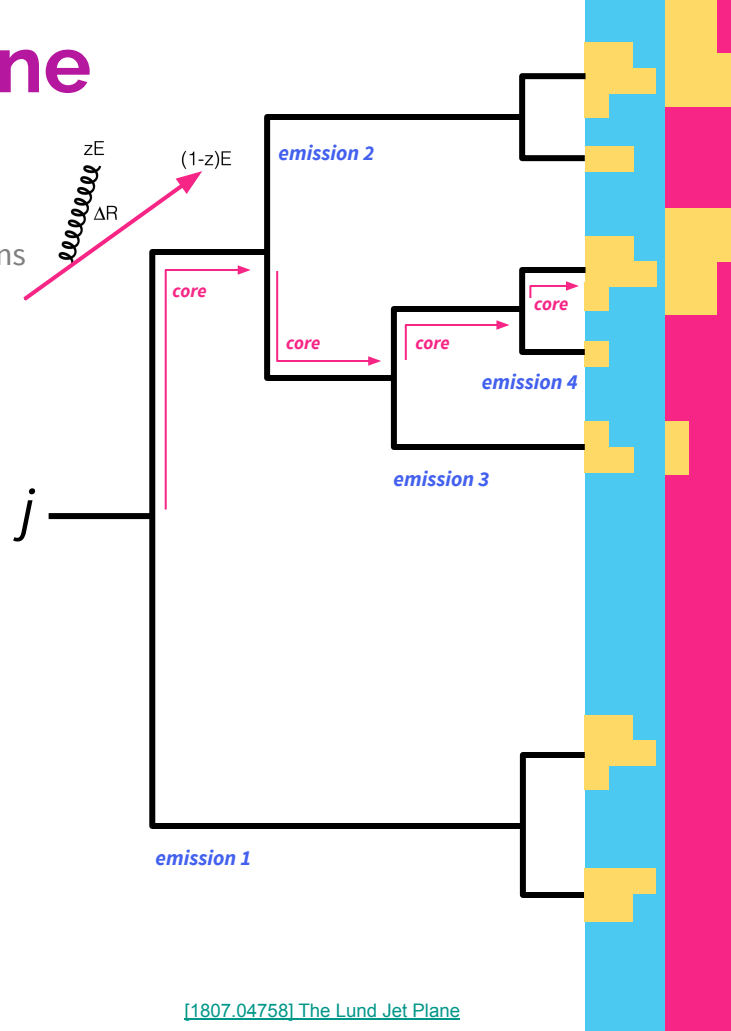 ne
zE
(1-z)E
ΔR
ms
emission 2
core
core
core
core
emission 4
emission 3
j
emission 1
[1807.04758] The Lund Jet Plane